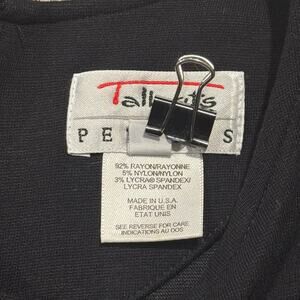 92% RAYON/RAYONNE
5% NYLON/NYLON
3% LYCRA® SPANDEX/
LYCRA SPANDEX
MADE IN U.S.A.
FABRIQUE EN
ETAT UNIS
SEE REVERSE FOR CARE
INDICATIONS AU DOS